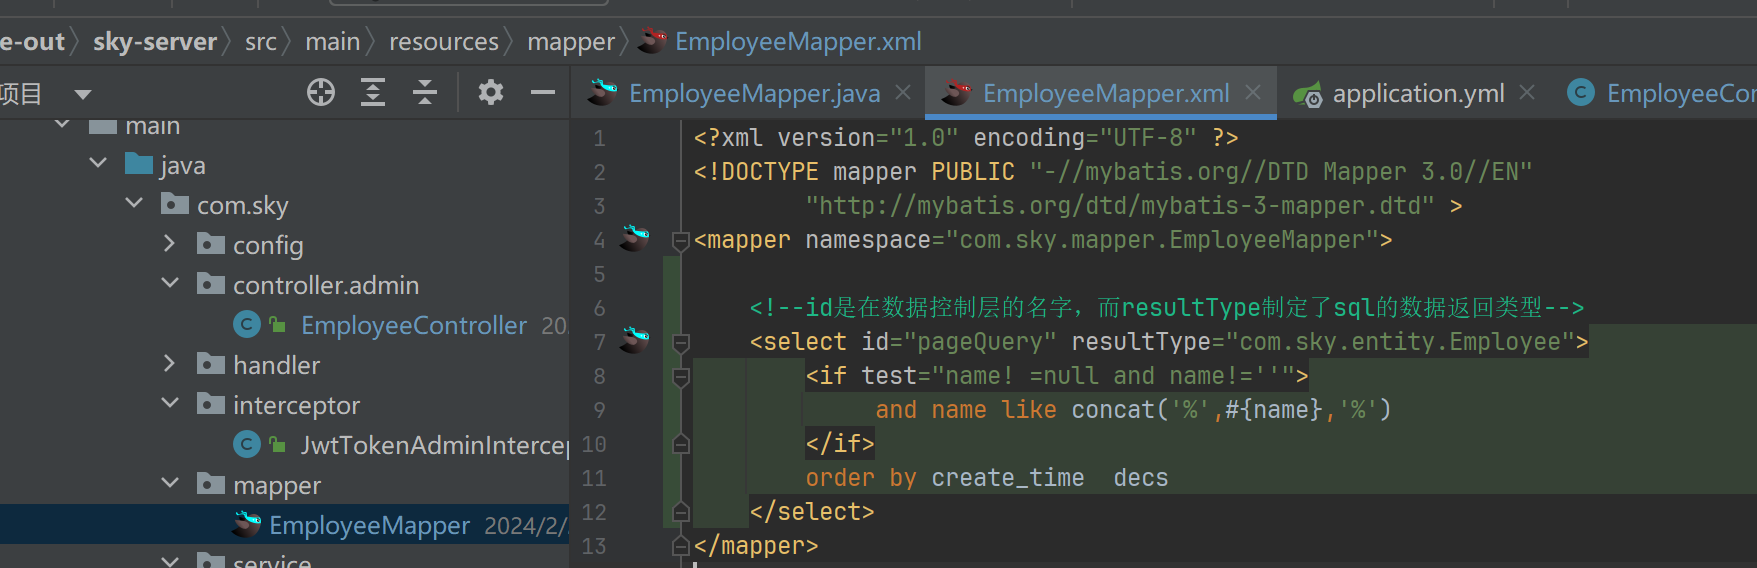 e-out sky-server src main resources mapper EmployeeMapper.xml
项目
EmployeeMapper.java EmployeeMapper.xml application.yml EmployeeCon
main
java
com.sky
config
controller.admin
EmployeeController 20
handler
interceptor
JwtTokenAdminIntercep
mapper
EmployeeMapper 2024/2/
service
1 <?xml version="1.0" encoding="UTF-8" ?>
2 <!DOCTYPE mapper PUBLIC "-//mybatis.org//DTD Mapper 3.0//EN"
3 "http://mybatis.org/dtd/mybatis-3-mapper.dtd" >
4 <mapper namespace="com.sky.mapper.EmployeeMapper">
5
6 <!--id是在数据控制层的名字，而resultType制定了sql的数据返回类型-->
7 <select id="pageQuery" resultType="com.sky.entity.Employee">
8 <if test="name! =null and name!=''">
9 and name like concat('%',#{name},'%')
10 </if>
11 order by create_time  decs
12 </select>
13 </mapper>